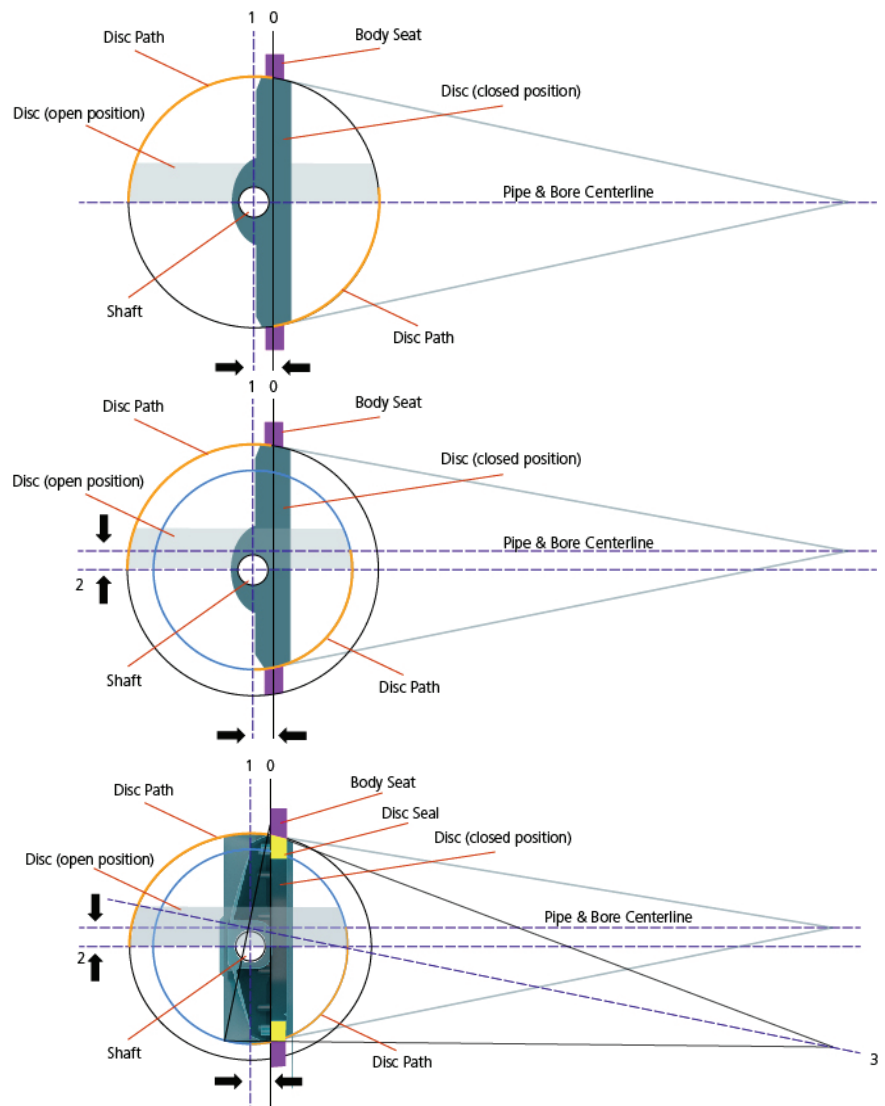 1 0
Disc Path
Body Seat
Disc (closed position)
Disc (open position)
Pipe & Bore Centerline
Shaft
Disc Path
1 0
Disc Path
Body Seat
Disc (closed position)
Disc (open position)
Pipe & Bore Centerline
2
Shaft
Disc Path
1 0
Body Seat
Disc Path
Disc Seal
Disc (closed position)
Disc (open position)
Pipe & Bore Centerline
2
Shaft
Disc Path
3